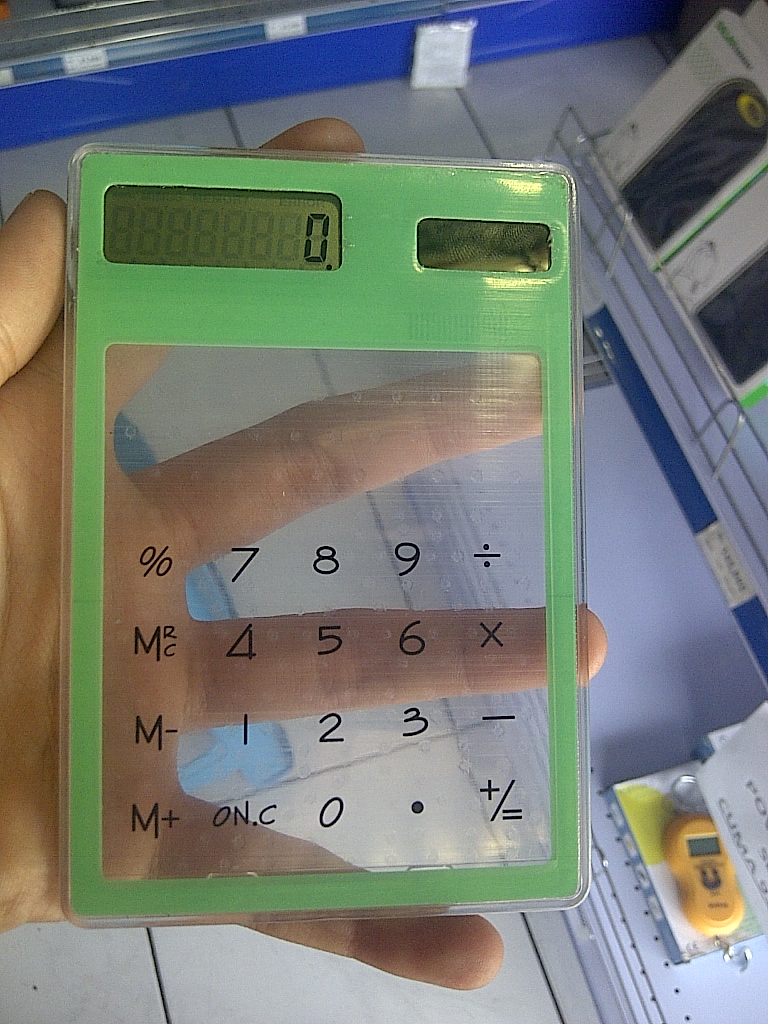 0.
% 7 8 9 ÷
MRC 4 5 6 X
M- 1 2 3 −
M+ ON.C 0 • +/=